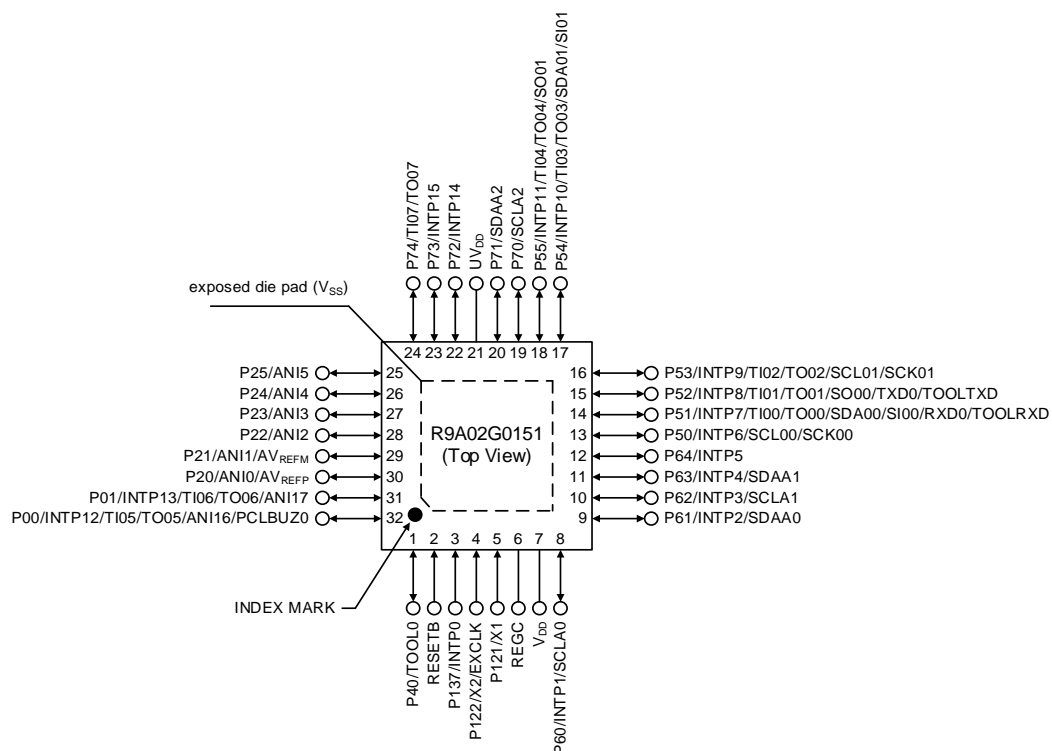 P74/TI07/TO07
P73/INTP15
P72/INTP14
UVDD
P71/SDAA2
P70/SCLA2
P55/INTP11/TI04/TO04/SO01
P54/INTP10/TI03/TO03/SDA01/SI01
exposed die pad (VSS)
24 23 22 21 20 19 18 17
P25/ANI5 25
P24/ANI4 26
P23/ANI3 27
P22/ANI2 28
P21/ANI1/AVREFM 29
P20/ANI0/AVREFP 30
P01/INTP13/TI06/TO06/ANI17 31
P00/INTP12/TI05/TO05/ANI16/PCLBUZ0 32
R9A02G0151
(Top View)
16 P53/INTP9/TI02/TO02/SCL01/SCK01
15 P52/INTP8/TI01/TO01/SO00/TXD0/TOOLTXD
14 P51/INTP7/TI00/TO00/SDA00/SI00/RXD0/TOOLRXD
13 P50/INTP6/SCL00/SCK00
12 P64/INTP5
11 P63/INTP4/SDAA1
10 P62/INTP3/SCLA1
9 P61/INTP2/SDAA0
1 2 3 4 5 6 7 8
INDEX MARK
P40/TOOL0
RESETB
P137/INTP0
P122/X2/EXCLK
P121/X1
REGC
VDD
P60/INTP1/SCLA0